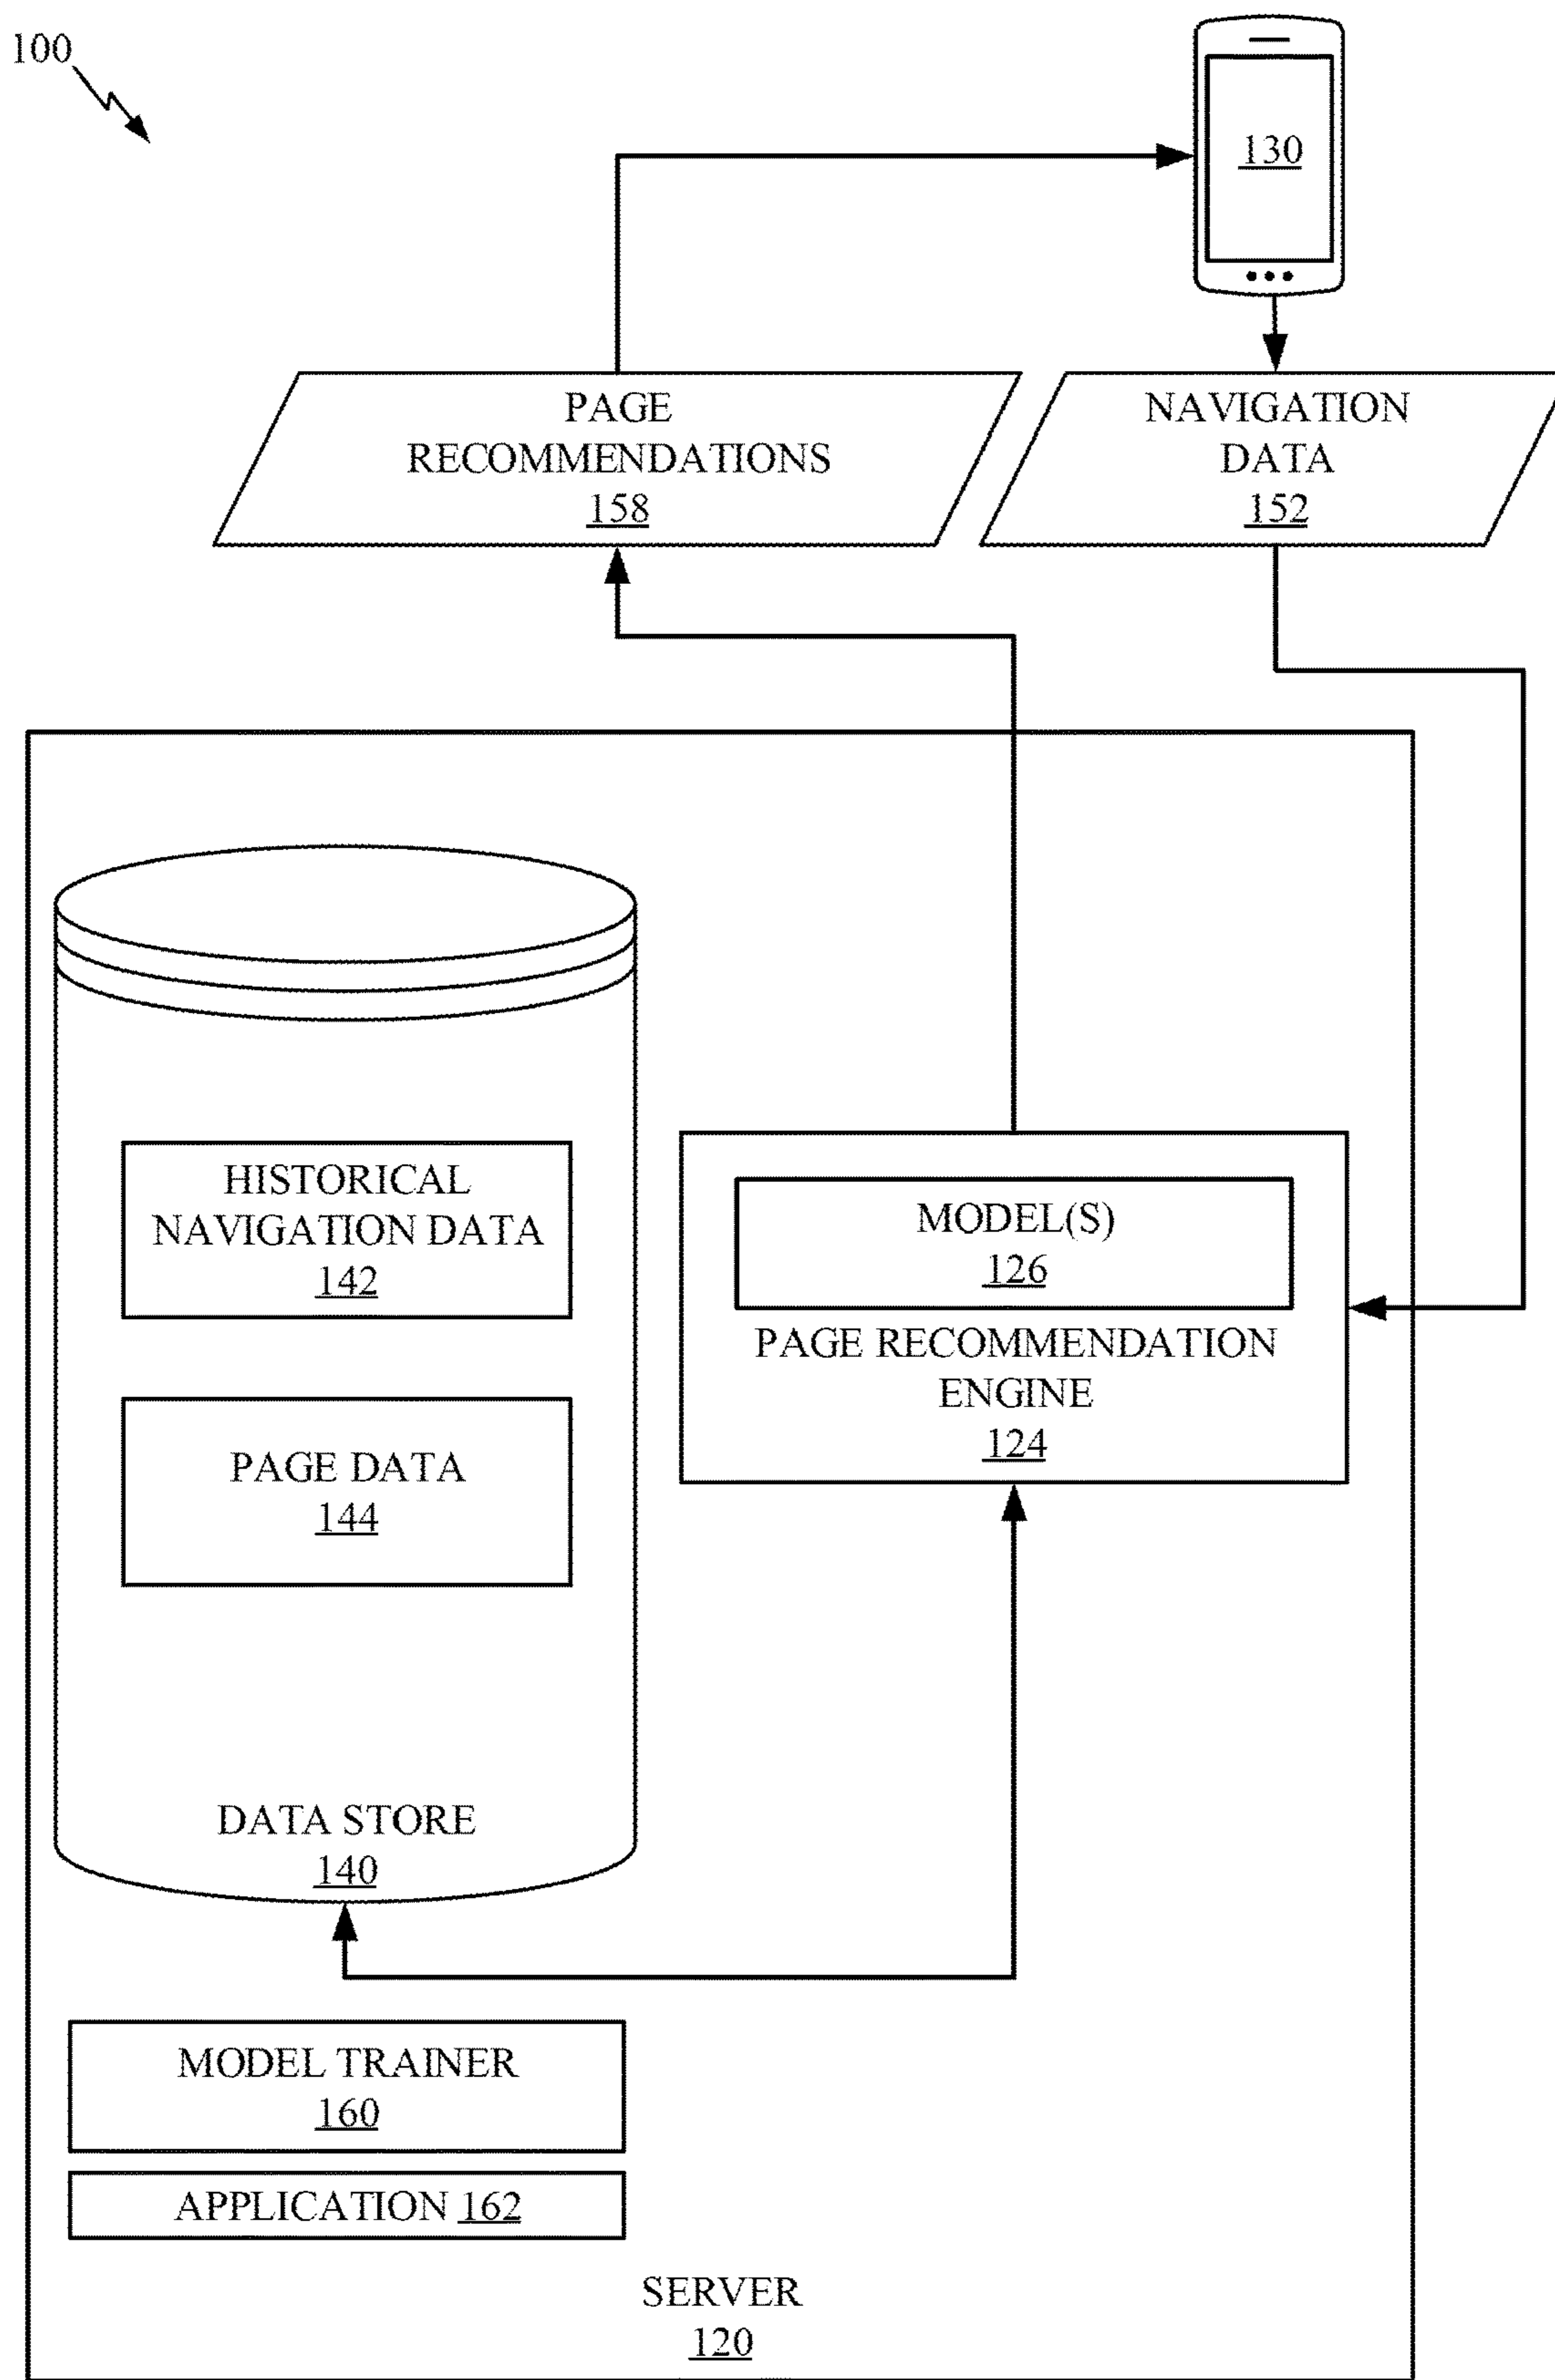 100
130
PAGE
RECOMMENDATIONS
158
NAVIGATION
DATA
152
HISTORICAL
NAVIGATION DATA
142
PAGE DATA
144
DATA STORE
140
MODEL(S)
126
PAGE RECOMMENDATION
ENGINE
124
MODEL TRAINER
160
APPLICATION 162
SERVER
120